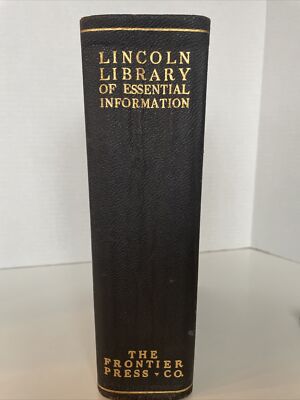 LINCOLN
LIBRARY
OF ESSENTIAL
INFORMATION
THE
FRONTIER
PRESS • CO.